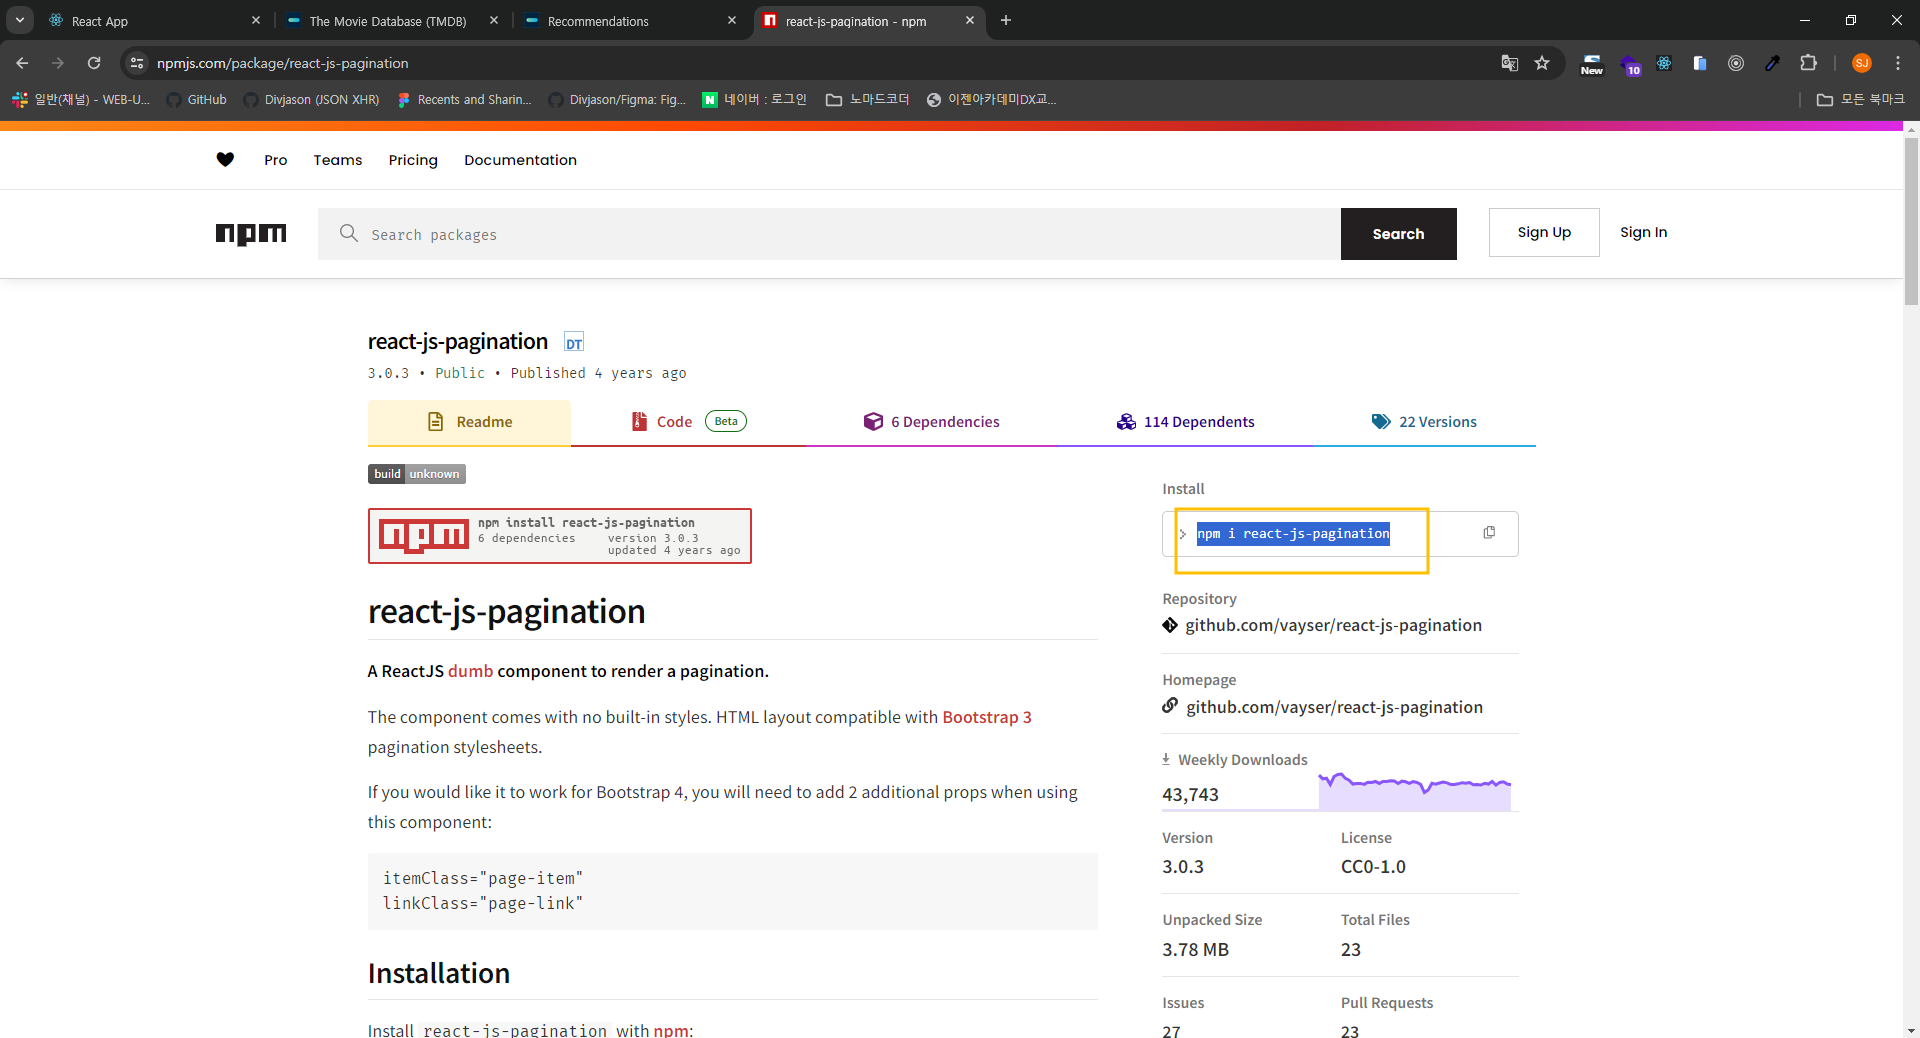 React App
The Movie Database (TMDB)
Recommendations
react-js-pagination - npm
npmjs.com/package/react-js-pagination
New
10
SJ
일반(채널) - WEB-U...
GitHub
Divjason (JSON XHR)
Recents and Sharin...
Divjason/Figma: Fig...
N
네이버 : 로그인
노마드코더
이젠아카데미DX교...
모든 북마크
Pro
Teams
Pricing
Documentation
npm
Search packages
Search
Sign Up
Sign In
react-js-pagination
DT
3.0.3 • Public • Published 4 years ago
Readme
Code
Beta
6 Dependencies
114 Dependents
22 Versions
build unknown
npm
npm install react-js-pagination
6 dependencies version 3.0.3
updated 4 years ago
react-js-pagination
A ReactJS dumb component to render a pagination.
The component comes with no built-in styles. HTML layout compatible with Bootstrap 3
pagination stylesheets.
If you would like it to work for Bootstrap 4, you will need to add 2 additional props when using
this component:
itemClass="page-item"
linkClass="page-link"
Installation
Install react-js-pagination with npm:
Install
> npm i react-js-pagination
Repository
github.com/vayser/react-js-pagination
Homepage
github.com/vayser/react-js-pagination
Weekly Downloads
43,743
Version
License
3.0.3
CC0-1.0
Unpacked Size
Total Files
3.78 MB
23
Issues
Pull Requests
27
23